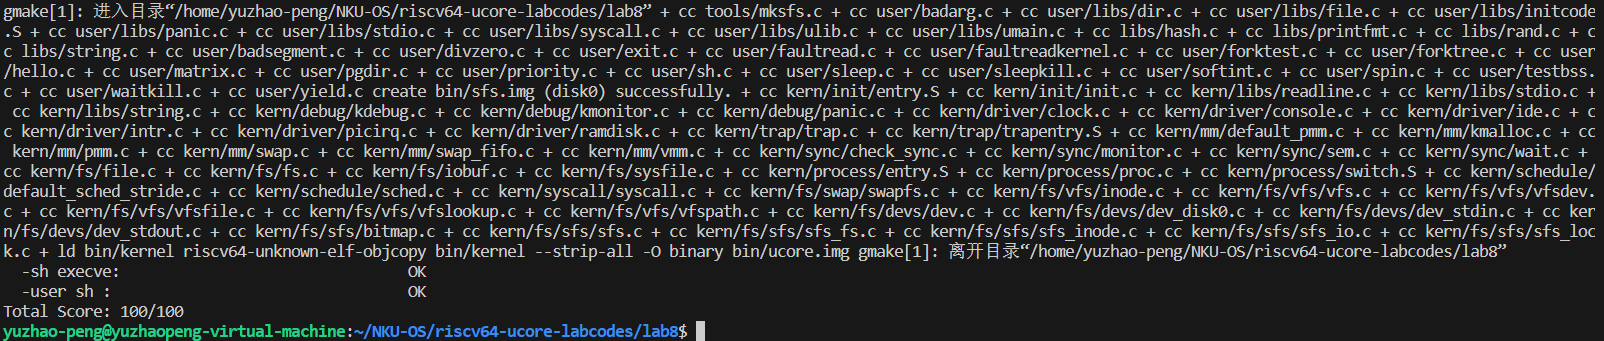 gmake[1]: 进入目录“/home/yuzhao-peng/NKU-OS/riscv64-ucore-labcodes/lab8” + cc tools/mksfs.c + cc user/badarg.c + cc user/libs/dir.c + cc user/libs/file.c + cc user/libs/initcode
.S + cc user/libs/panic.c + cc user/libs/stdio.c + cc user/libs/syscall.c + cc user/libs/ulib.c + cc user/libs/umain.c + cc libs/hash.c + cc libs/printfmt.c + cc libs/rand.c + c
c libs/string.c + cc user/badsegment.c + cc user/divzero.c + cc user/exit.c + cc user/faultread.c + cc user/faultreadkernel.c + cc user/forktest.c + cc user/forktree.c + cc user
/hello.c + cc user/matrix.c + cc user/pgdir.c + cc user/priority.c + cc user/sh.c + cc user/sleep.c + cc user/sleepkill.c + cc user/softint.c + cc user/spin.c + cc user/testbss.
c + cc user/waitkill.c + cc user/yield.c create bin/sfs.img (disk0) successfully. + cc kern/init/entry.S + cc kern/init/init.c + cc kern/libs/readline.c + cc kern/libs/stdio.c +
cc kern/libs/string.c + cc kern/debug/kdebug.c + cc kern/debug/kmonitor.c + cc kern/debug/panic.c + cc kern/driver/clock.c + cc kern/driver/console.c + cc kern/driver/ide.c + c
c kern/driver/intr.c + cc kern/driver/picirq.c + cc kern/driver/ramdisk.c + cc kern/trap/trap.c + cc kern/trap/trapentry.S + cc kern/mm/default_pmm.c + cc kern/mm/kmalloc.c + cc
kern/mm/pmm.c + cc kern/mm/swap.c + cc kern/mm/swap_fifo.c + cc kern/mm/vmm.c + cc kern/sync/check_sync.c + cc kern/sync/monitor.c + cc kern/sync/sem.c + cc kern/sync/wait.c +
cc kern/fs/file.c + cc kern/fs/fs.c + cc kern/fs/iobuf.c + cc kern/fs/sysfile.c + cc kern/process/entry.S + cc kern/process/proc.c + cc kern/process/switch.S + cc kern/schedule/
default_sched_stride.c + cc kern/schedule/sched.c + cc kern/syscall/syscall.c + cc kern/fs/swap/swapfs.c + cc kern/fs/vfs/inode.c + cc kern/fs/vfs/vfs.c + cc kern/fs/vfs/vfsdev.
c + cc kern/fs/vfs/vfsfile.c + cc kern/fs/vfs/vfslookup.c + cc kern/fs/vfs/vfspath.c + cc kern/fs/devs/dev.c + cc kern/fs/devs/dev_disk0.c + cc kern/fs/devs/dev_stdin.c + cc ker
n/fs/devs/dev_stdout.c + cc kern/fs/sfs/bitmap.c + cc kern/fs/sfs/sfs.c + cc kern/fs/sfs/sfs_fs.c + cc kern/fs/sfs/sfs_inode.c + cc kern/fs/sfs/sfs_io.c + cc kern/fs/sfs/sfs_loc
k.c + ld bin/kernel riscv64-unknown-elf-objcopy bin/kernel --strip-all -O binary bin/ucore.img gmake[1]: 离开目录“/home/yuzhao-peng/NKU-OS/riscv64-ucore-labcodes/lab8”
-sh execve: OK
-user sh : OK
Total Score: 100/100
yuzhao-peng@yuzhaopeng-virtual-machine:~/NKU-OS/riscv64-ucore-labcodes/lab8$